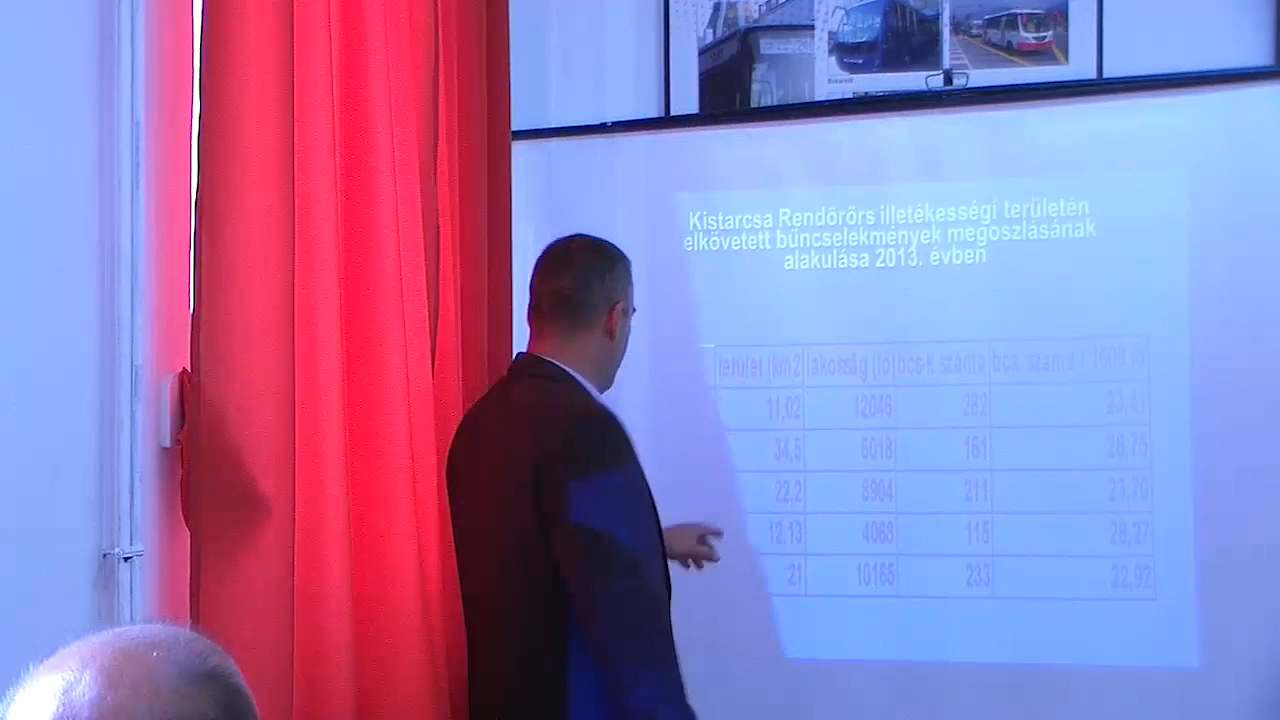 Kistarcsa Rendőrőrs illetékességi területén
elkövetett bűncselekmények megoszlásának
alakulása 2013. évben
terület (km2 lakosság (fő) bcs-k száma bcs. száma / 1000 fő
11,02 12046 282 23,41
34,6 6018 161 26,75
22.2 8904 211 23,70
12,13 4068 115 28,27
21 10165 233 22,92